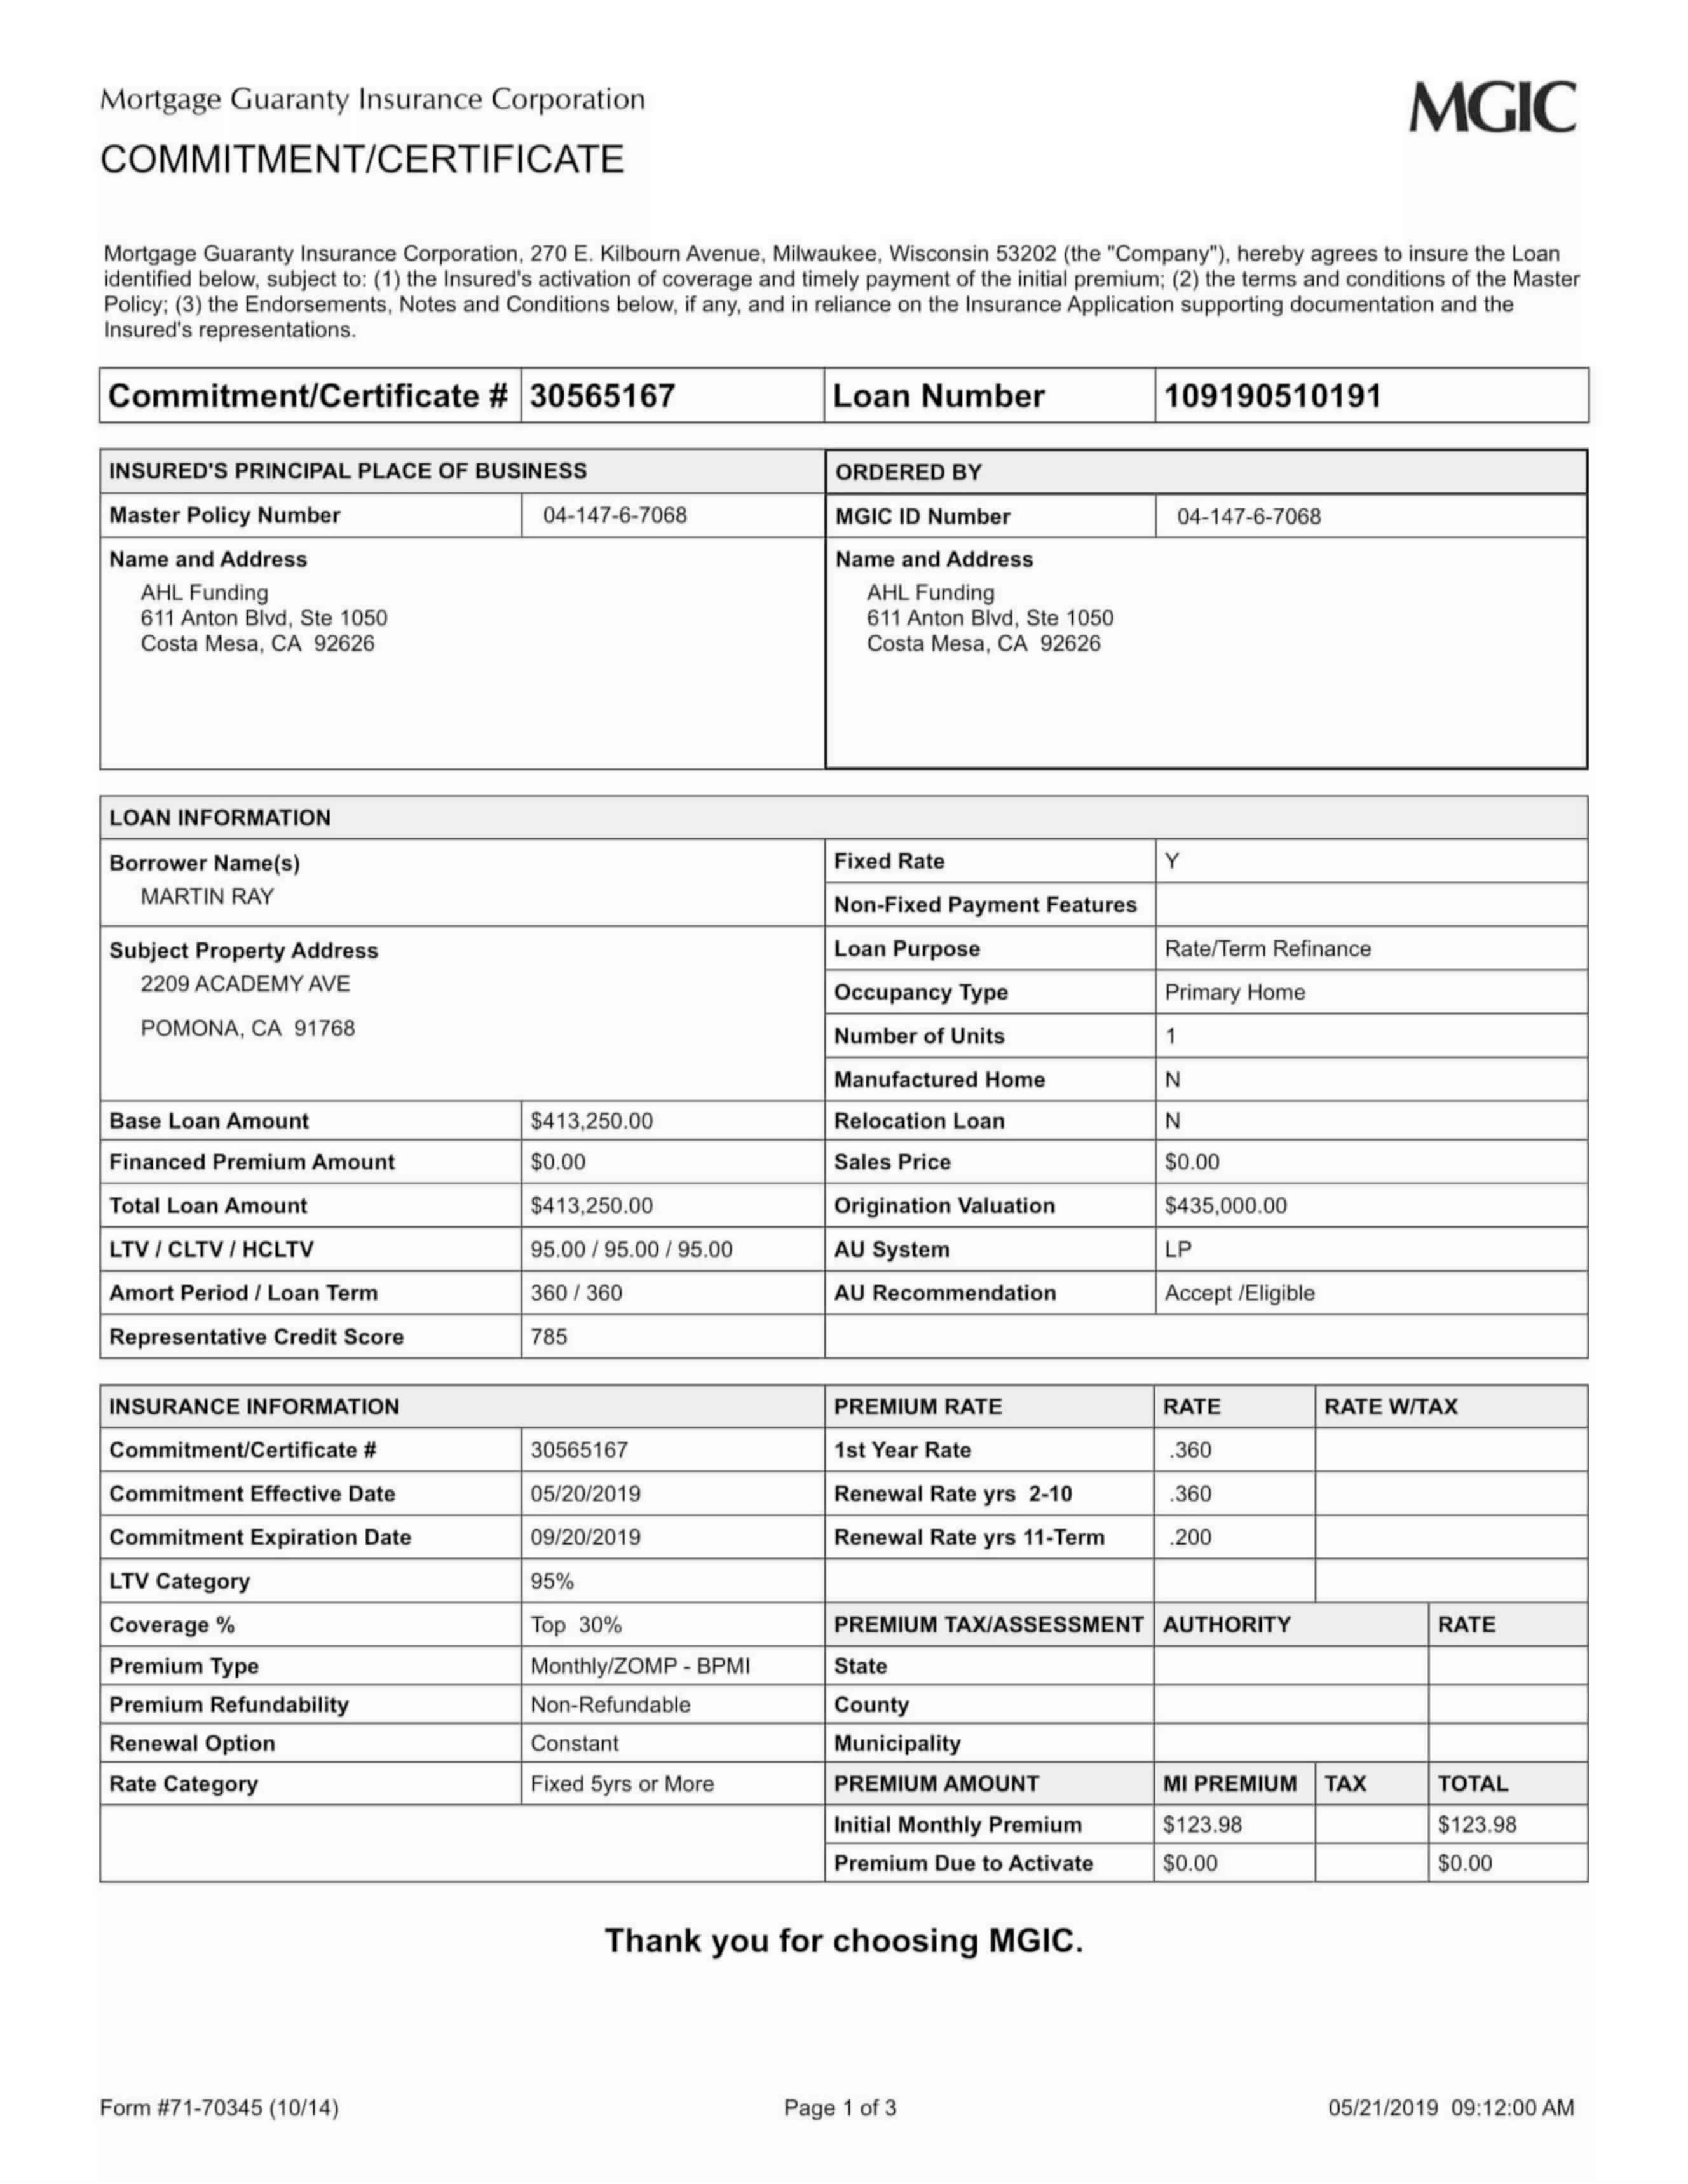 Mortgage Guaranty Insurance Corporation
MGIC
COMMITMENT/CERTIFICATE
Mortgage Guaranty Insurance Corporation, 270 E. Kilbourn Avenue, Milwaukee, Wisconsin 53202 (the "Company"), hereby agrees to insure the Loan
identified below, subject to: (1) the Insured's activation of coverage and timely payment of the initial premium; (2) the terms and conditions of the Master
Policy; (3) the Endorsements, Notes and Conditions below, if any, and in reliance on the Insurance Application supporting documentation and the
Insured's representations.
Commitment/Certificate # 30565167 Loan Number 109190510191
INSURED'S PRINCIPAL PLACE OF BUSINESS
Master Policy Number 04-147-6-7068
Name and Address
AHL Funding
611 Anton Blvd, Ste 1050
Costa Mesa, CA 92626
ORDERED BY
MGIC ID Number 04-147-6-7068
Name and Address
AHL Funding
611 Anton Blvd, Ste 1050
Costa Mesa, CA 92626
LOAN INFORMATION
Borrower Name(s)
MARTIN RAY
Subject Property Address
2209 ACADEMY AVE
POMONA, CA 91768
Fixed Rate Y
Non-Fixed Payment Features
Loan Purpose Rate/Term Refinance
Occupancy Type Primary Home
Number of Units 1
Manufactured Home N
Base Loan Amount $413,250.00 Relocation Loan N
Financed Premium Amount $0.00 Sales Price $0.00
Total Loan Amount $413,250.00 Origination Valuation $435,000.00
LTV / CLTV / HCLTV 95.00 / 95.00 / 95.00 AU System LP
Amort Period / Loan Term 360 / 360 AU Recommendation Accept /Eligible
Representative Credit Score 785
INSURANCE INFORMATION PREMIUM RATE RATE RATE W/TAX
Commitment/Certificate # 30565167 1st Year Rate .360
Commitment Effective Date 05/20/2019 Renewal Rate yrs 2-10 .360
Commitment Expiration Date 09/20/2019 Renewal Rate yrs 11-Term .200
LTV Category 95%
Coverage % Top 30% PREMIUM TAX/ASSESSMENT AUTHORITY RATE
Premium Type Monthly/ZOMP - BPMI State
Premium Refundability Non-Refundable County
Renewal Option Constant Municipality
Rate Category Fixed 5yrs or More PREMIUM AMOUNT MI PREMIUM TAX TOTAL
Initial Monthly Premium $123.98 $123.98
Premium Due to Activate $0.00 $0.00
Thank you for choosing MGIC.
Form #71-70345 (10/14) Page 1 of 3 05/21/2019 09:12:00 AM